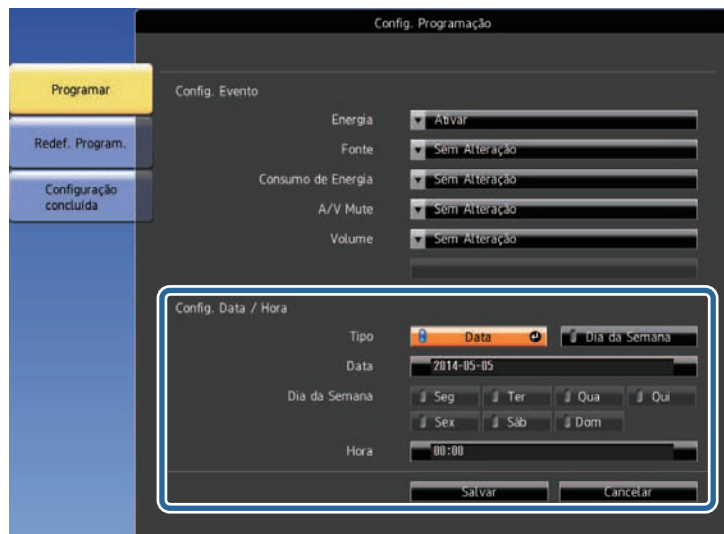 Config. Programação
Programar
Redef. Program.
Configuração
concluída
Config. Evento
Energia Ativar
Fonte Sem Alteração
Consumo de Energia Sem Alteração
A/V Mute Sem Alteração
Volume Sem Alteração
Config. Data / Hora
Tipo Data Dia da Semana
Data 2014-05-05
Dia da Semana Seg Ter Qua Qui
Sex Sáb Dom
Hora 00:00
Salvar Cancelar